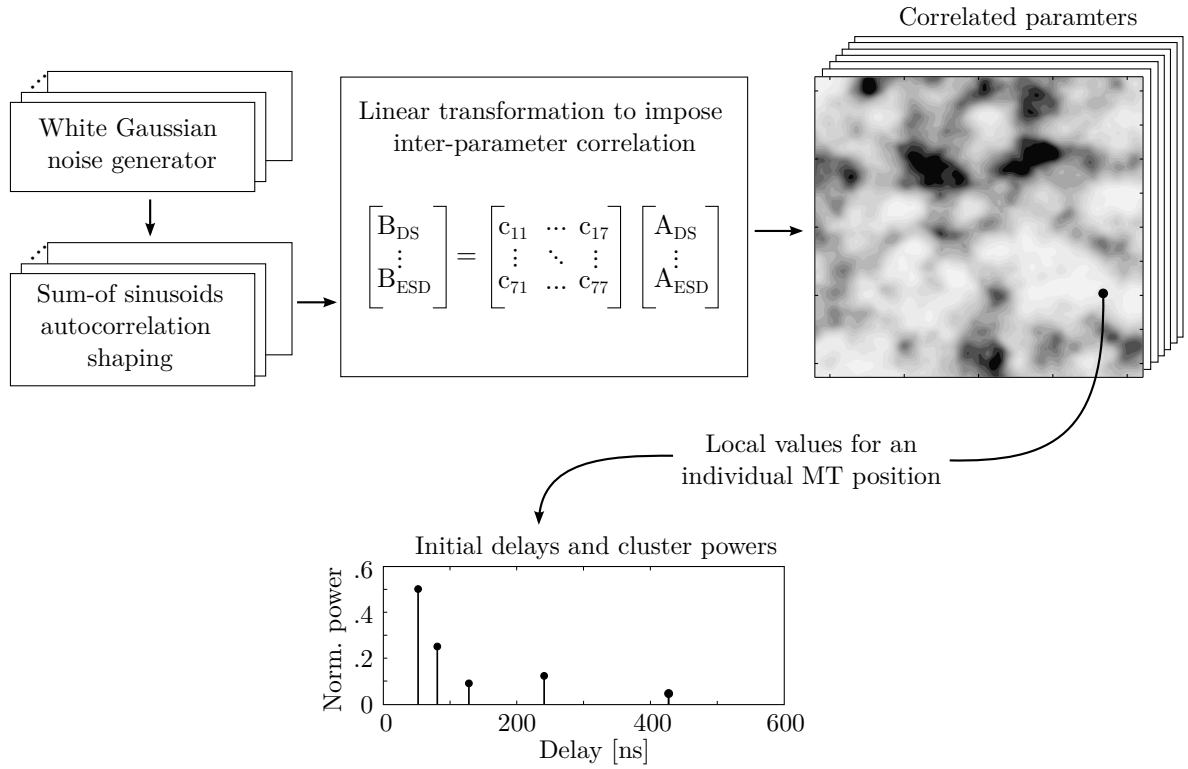 Correlated paramters
White Gaussian
noise generator
Sum-of sinusoids
autocorrelation
shaping
Linear transformation to impose
inter-parameter correlation
B_DS = c_11 ... c_17 A_DS
⋮ ⋮ ⋱ ⋮ ⋮
B_ESD c_71 ... c_77 A_ESD
Local values for an
individual MT position
Initial delays and cluster powers
Norm. power
.6
.4
.2
0
0 200 400 600
Delay [ns]